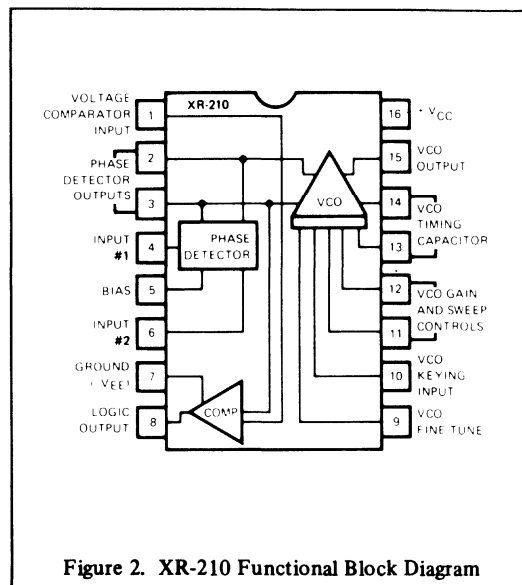 XR-210
VOLTAGE
COMPARATOR
INPUT
1
PHASE
DETECTOR
OUTPUTS
2
3
INPUT
#1
4
BIAS
5
INPUT
#2
6
GROUND
(-VEE)
7
LOGIC
OUTPUT
8
PHASE
DETECTOR
VCO
COMP
16
+ VCC
15
VCO
OUTPUT
14
13
VCO
TIMING
CAPACITOR
12
11
VCO GAIN
AND SWEEP
CONTROLS
10
VCO
KEYING
INPUT
9
VCO
FINE TUNE
Figure 2. XR-210 Functional Block Diagram